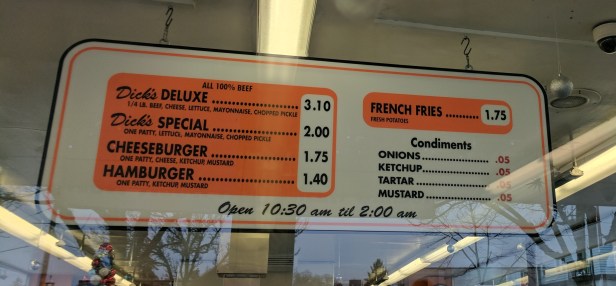 ALL 100% BEEF
Dick's DELUXE .................... 3.10
1/4 LB. BEEF, CHEESE, LETTUCE, MAYONNAISE, CHOPPED PICKLE
Dick's SPECIAL .................... 2.00
ONE PATTY, LETTUCE, MAYONNAISE, CHOPPED PICKLE
CHEESEBURGER .................... 1.75
ONE PATTY, CHEESE, KETCHUP, MUSTARD
HAMBURGER .................... 1.40
ONE PATTY, KETCHUP, MUSTARD
FRENCH FRIES .......... 1.75
FRESH POTATOES
Condiments
ONIONS .................... .05
KETCHUP .................... .05
TARTAR .................... .05
MUSTARD .................... .05
Open 10:30 am til 2:00 am